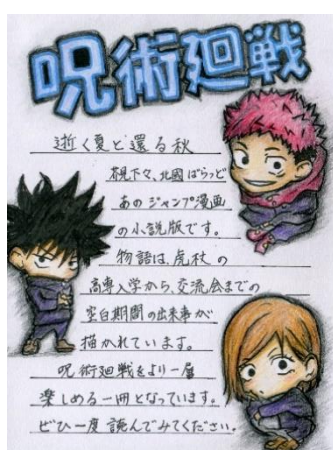 呪術廻戦
逝く夏と還る秋
芥見下々、北國ばらっど
あのジャンプ漫画
の小説版です。
物語は、虎杖の
高専入学から、交流会までの
空白期間の出来事が
描かれています。
呪術廻戦をより一層
楽しめる一冊となっています。
ぜひ一度読んでみてください。